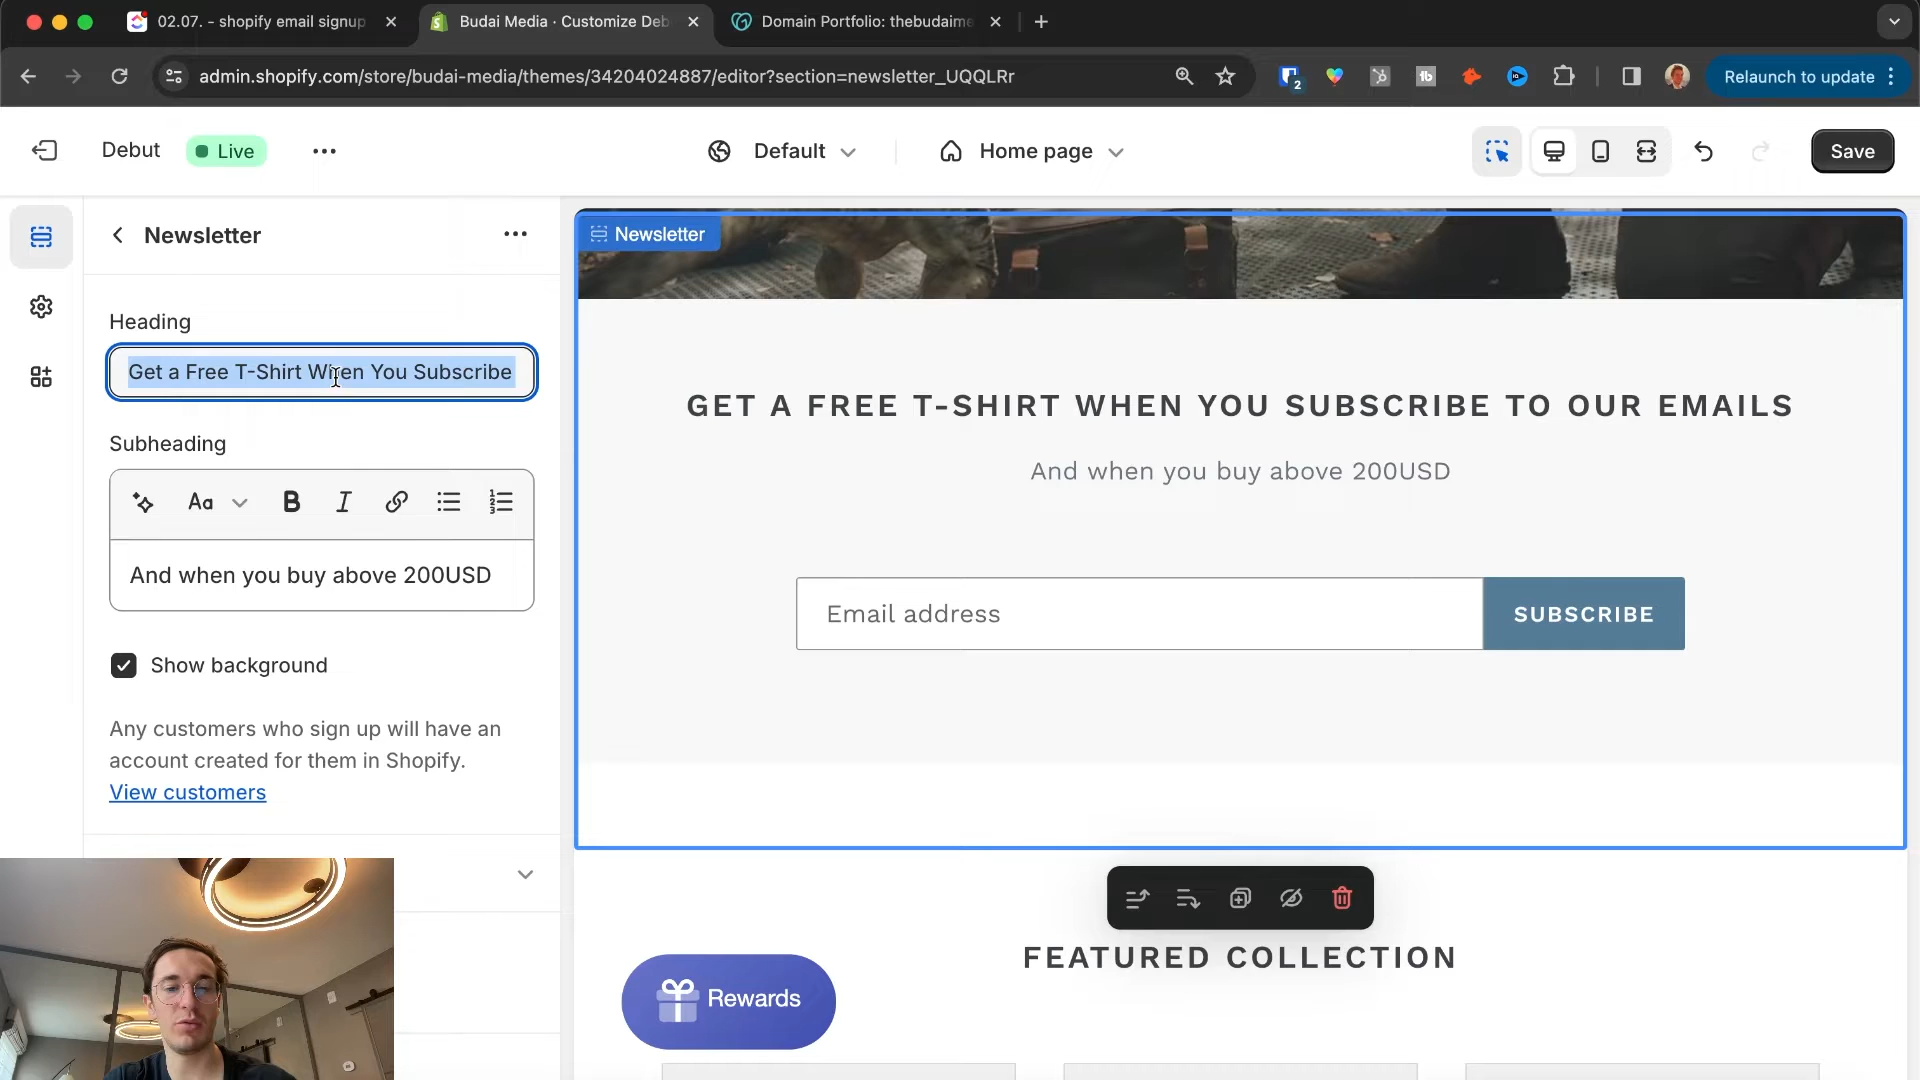 02.07. - shopify email signup
Budai Media · Customize Deb
Domain Portfolio: thebudaime
admin.shopify.com/store/budai-media/themes/34204024887/editor?section=newsletter_UQQLRr
2
Relaunch to update
Debut
Live
Default
Home page
Save
Newsletter
Heading
Get a Free T-Shirt When You Subscribe
Subheading
Aa
B
I
And when you buy above 200USD
Show background
Any customers who sign up will have an
account created for them in Shopify.
View customers
Newsletter
GET A FREE T-SHIRT WHEN YOU SUBSCRIBE TO OUR EMAILS
And when you buy above 200USD
Email address
SUBSCRIBE
FEATURED COLLECTION
Rewards